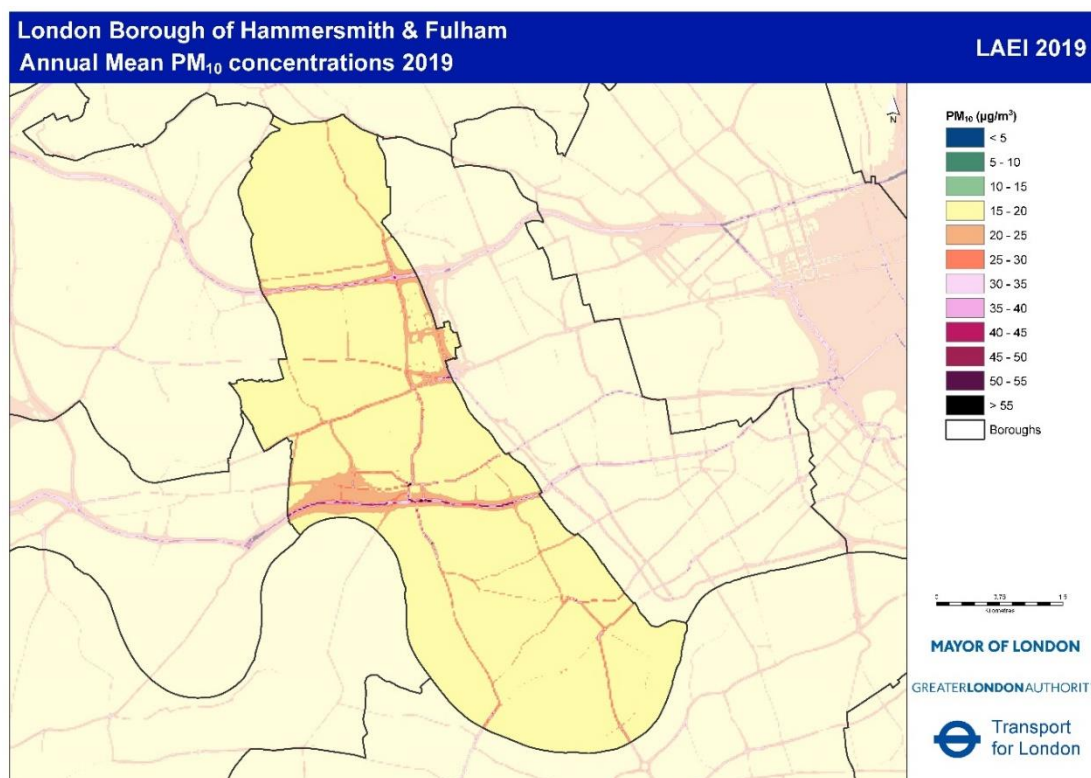 London Borough of Hammersmith & Fulham
Annual Mean PM₁₀ concentrations 2019
LAEI 2019
N
PM₁₀ (µg/m³)
< 5
5 - 10
10 - 15
15 - 20
20 - 25
25 - 30
30 - 35
35 - 40
40 - 45
45 - 50
50 - 55
> 55
Boroughs
Kilometres
MAYOR OF LONDON
GREATERLONDONAUTHORITY
Transport
for London